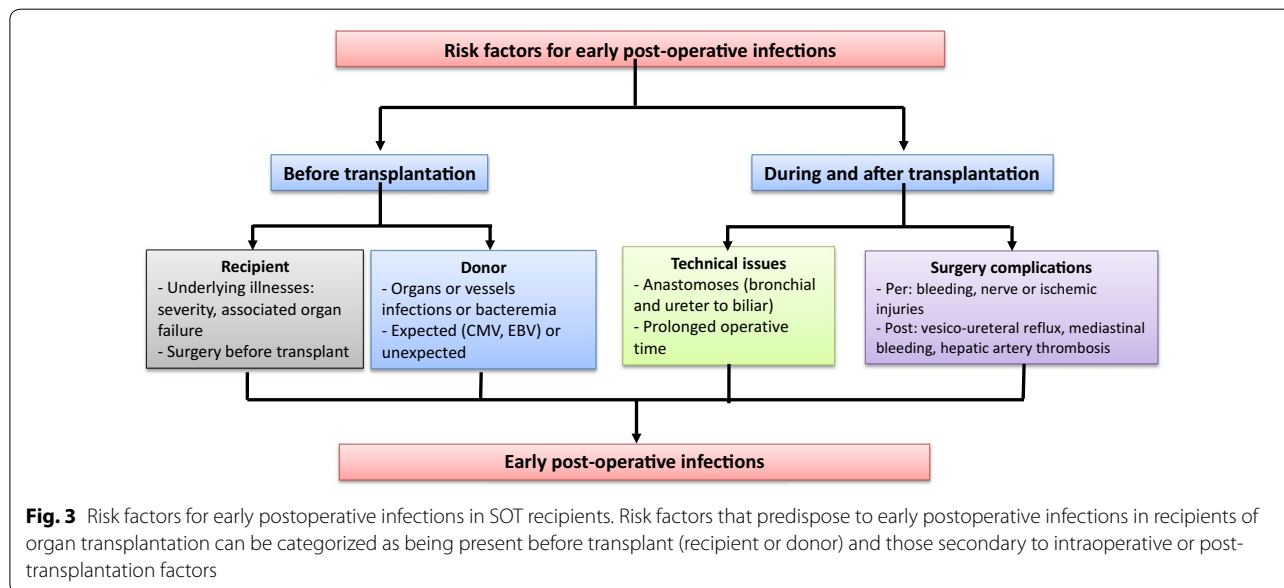 Risk factors for early post-operative infections
Before transplantation
During and after transplantation
Recipient
- Underlying illnesses:
severity, associated organ
failure
- Surgery before transplant
Donor
- Organs or vessels
infections or bacteremia
- Expected (CMV, EBV) or
unexpected
Technical issues
- Anastomoses (bronchial
and ureter to biliar)
- Prolonged operative
time
Surgery complications
- Per: bleeding, nerve or ischemic
injuries
- Post: vesico-ureteral reflux, mediastinal
bleeding, hepatic artery thrombosis
Early post-operative infections
Fig. 3 Risk factors for early postoperative infections in SOT recipients. Risk factors that predispose to early postoperative infections in recipients of
organ transplantation can be categorized as being present before transplant (recipient or donor) and those secondary to intraoperative or post-
transplantation factors